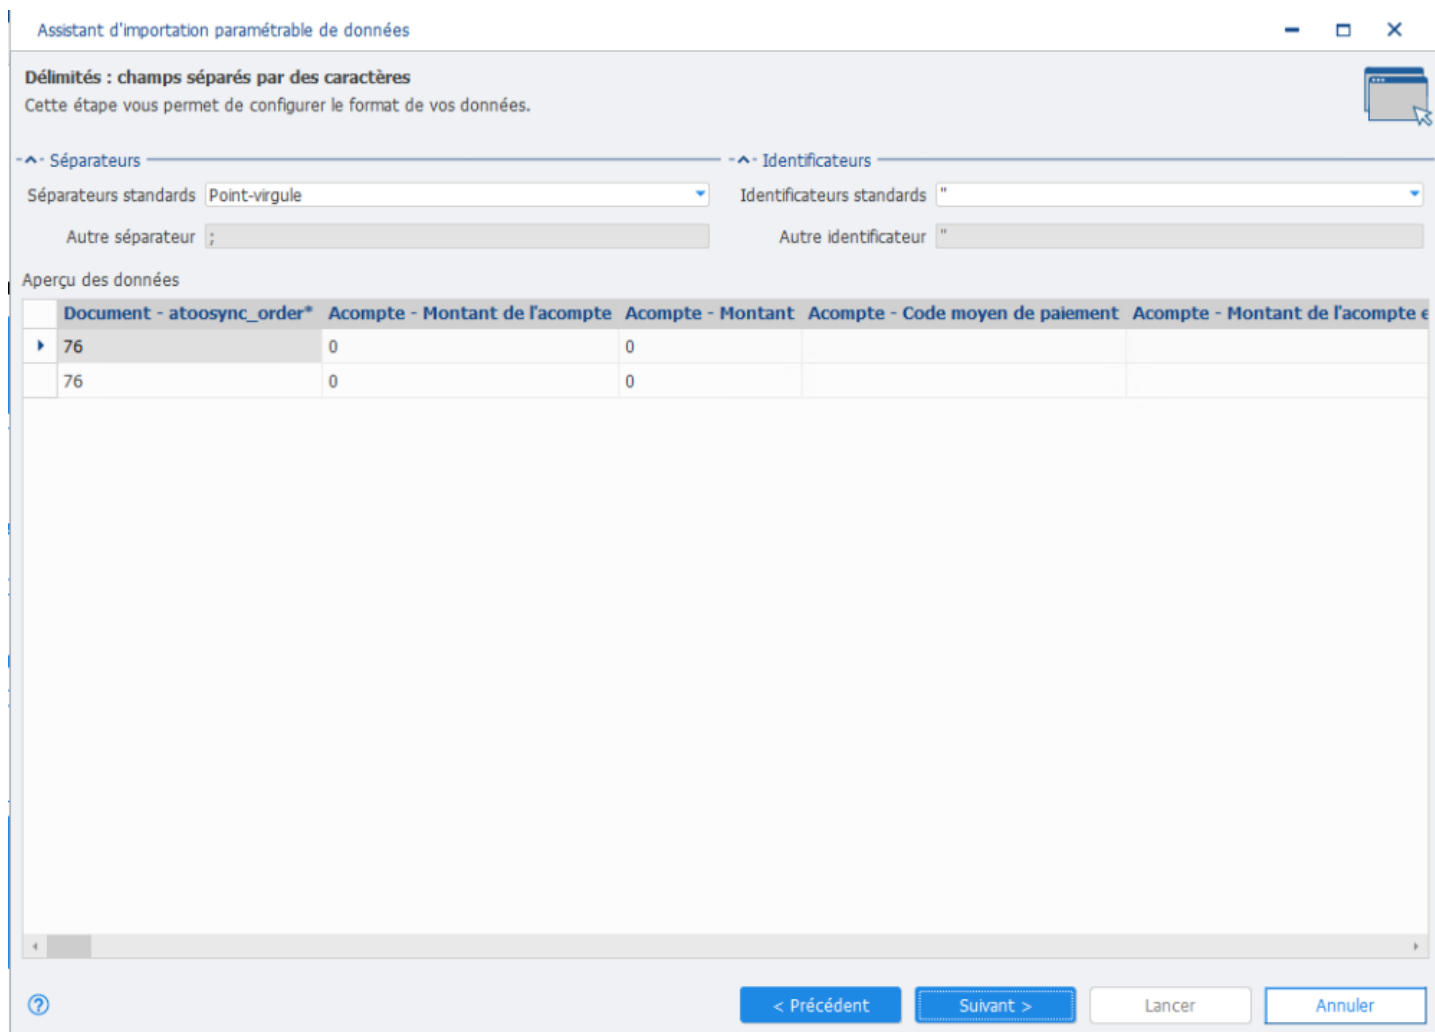 Assistant d'importation paramétrable de données
Délimités : champs séparés par des caractères
Cette étape vous permet de configurer le format de vos données.
Séparateurs
Séparateurs standards Point-virgule
Autre séparateur ;
Identificateurs
Identificateurs standards "
Autre identificateur "
Aperçu des données
Document - atoosync_order* Acompte - Montant de l'acompte Acompte - Montant Acompte - Code moyen de paiement Acompte - Montant de l'acompte e
76 0 0
76 0 0
? < Précédent Suivant > Lancer Annuler